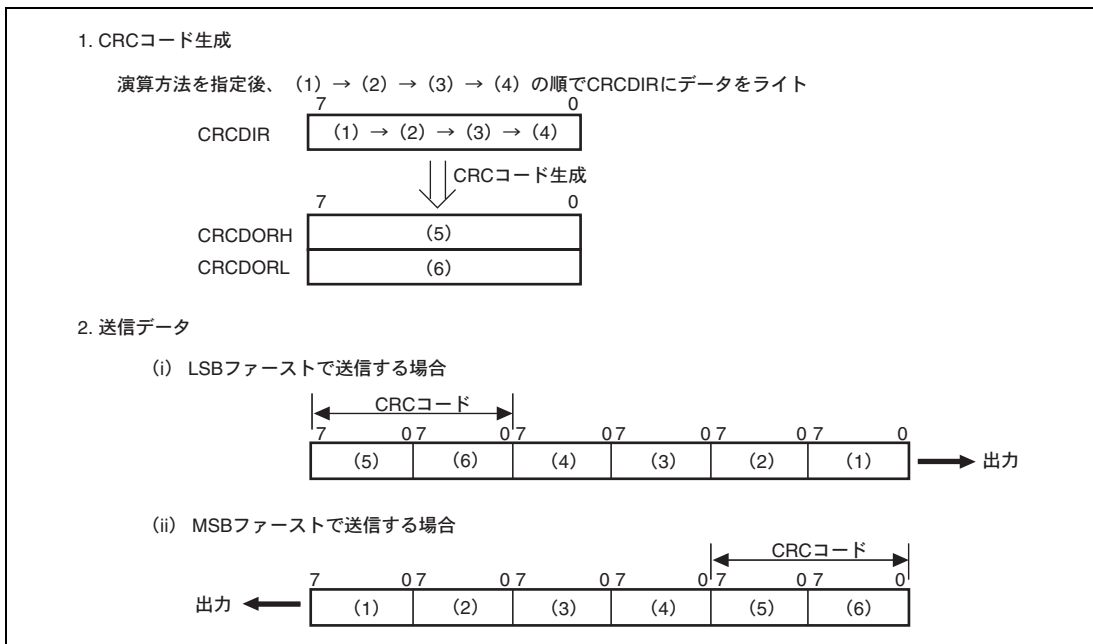 1. CRCコード生成
演算方法を指定後、（1）→（2）→（3）→（4）の順でCRCDIRにデータをライト
7 0
CRCDIR （1）→（2）→（3）→（4）
CRCコード生成
7 0
CRCDORH （5）
CRCDORL （6）
2. 送信データ
（i） LSBファーストで送信する場合
CRCコード
7 0 7 0 7 0 7 0 7 0 7 0
（5） （6） （4） （3） （2） （1） 出力
（ii） MSBファーストで送信する場合
CRCコード
7 0 7 0 7 0 7 0 7 0 7 0
出力 （1） （2） （3） （4） （5） （6）